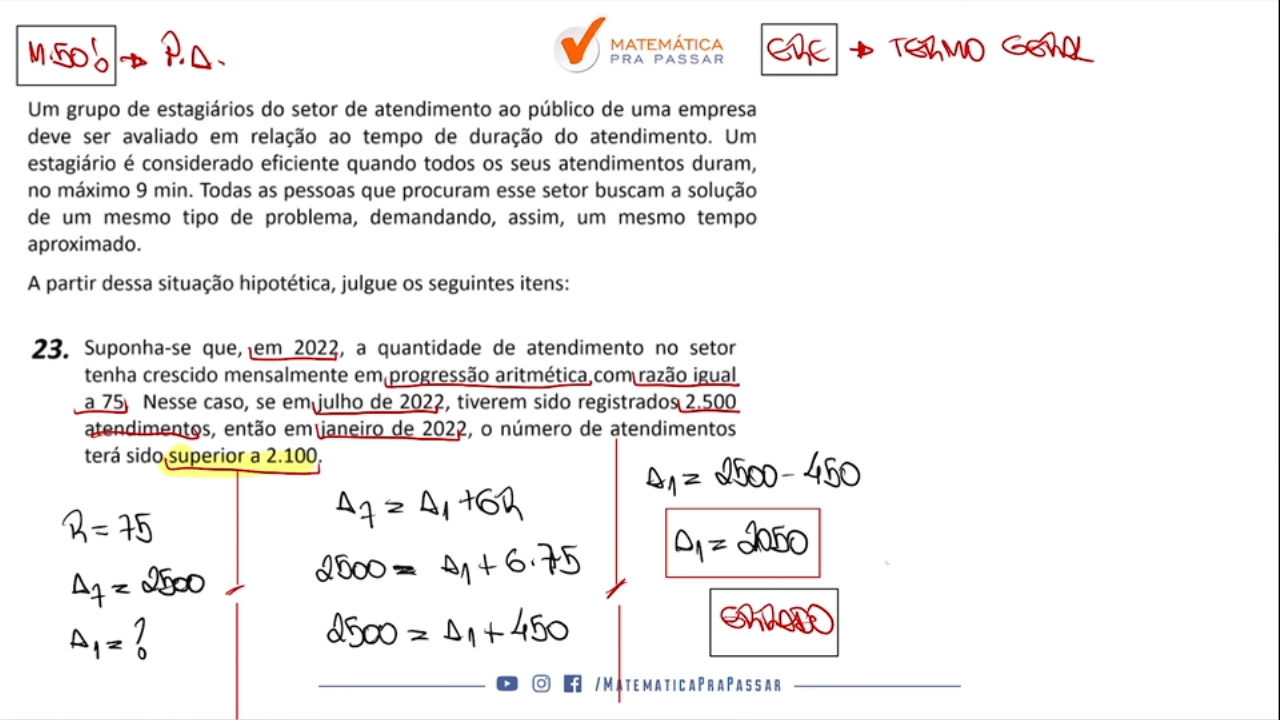 M.50! → P.A.
MATEMÁTICA
PRA PASSAR
GRE → TERMO GERAL
Um grupo de estagiários do setor de atendimento ao público de uma empresa
deve ser avaliado em relação ao tempo de duração do atendimento. Um
estagiário é considerado eficiente quando todos os seus atendimentos duram,
no máximo 9 min. Todas as pessoas que procuram esse setor buscam a solução
de um mesmo tipo de problema, demandando, assim, um mesmo tempo
aproximado.
A partir dessa situação hipotética, julgue os seguintes itens:
23. Suponha-se que, em 2022, a quantidade de atendimento no setor
tenha crescido mensalmente em progressão aritmética com razão igual
a 75. Nesse caso, se em julho de 2022, tiverem sido registrados 2.500
atendimentos, então em janeiro de 2022, o número de atendimentos
terá sido superior a 2.100.
R = 75
A7 = 2500
A1 = ?
A7 = A1 + 6R
2500 = A1 + 6.75
2500 = A1 + 450
A1 = 2500 - 450
A1 = 2050
ERRADO
/MatematicaPraPassar